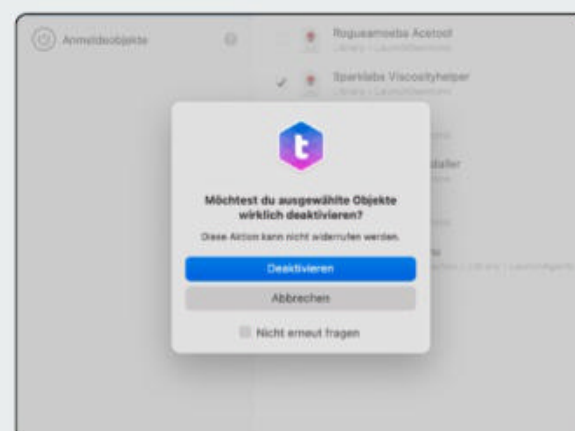 Anmeldeobjekte
Rogueamoeba Acetool
Sparklabs Viscosityhelper
t
Möchtest du ausgewählte Objekte
wirklich deaktivieren?
Diese Aktion kann nicht widerrufen werden.
Deaktivieren
Abbrechen
Nicht erneut fragen